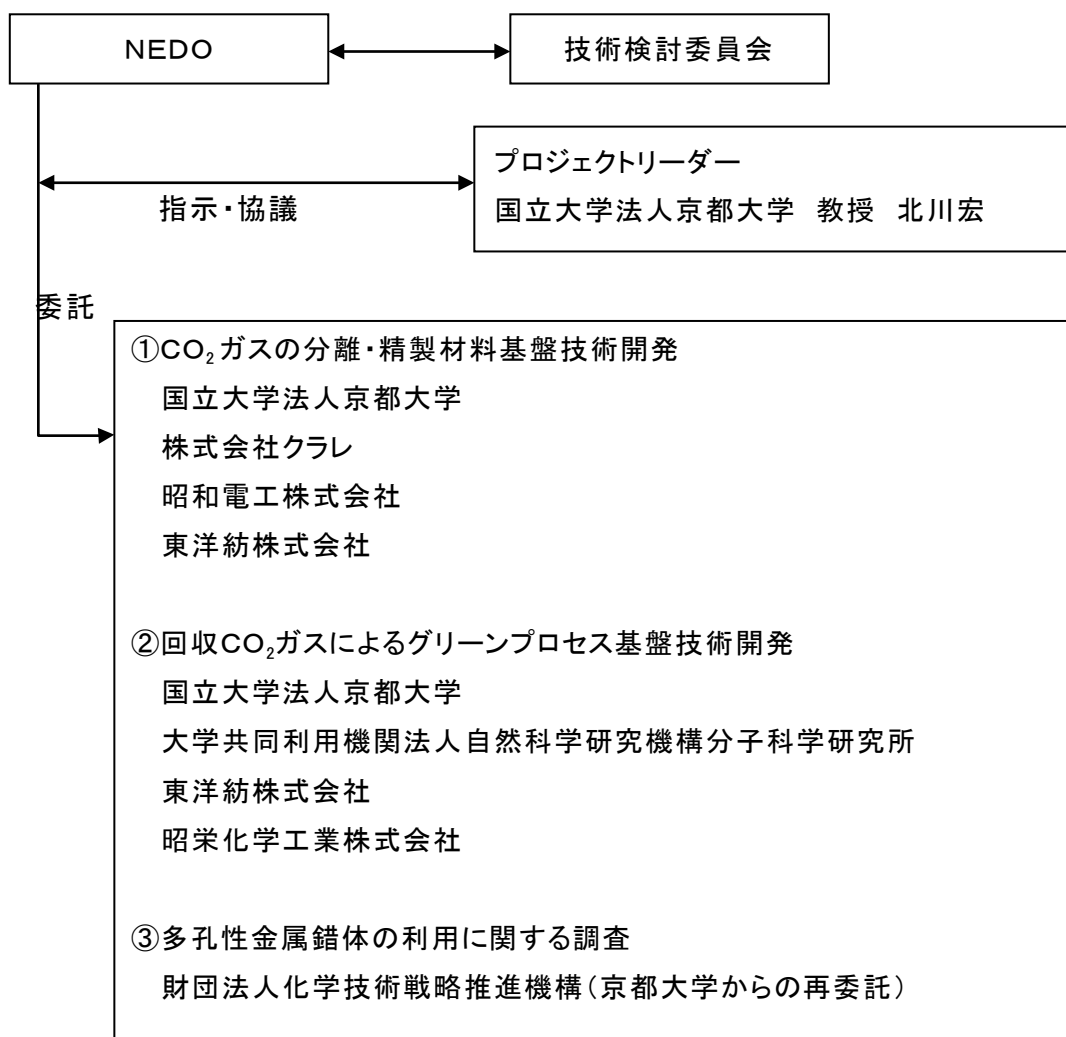 NEDO
技術検討委員会
プロジェクトリーダー
国立大学法人京都大学 教授 北川宏
指示・協議
委託
①CO₂ガスの分離・精製材料基盤技術開発
国立大学法人京都大学
株式会社クラレ
昭和電工株式会社
東洋紡株式会社
②回収CO₂ガスによるグリーンプロセス基盤技術開発
国立大学法人京都大学
大学共同利用機関法人自然科学研究機構分子科学研究所
東洋紡株式会社
昭栄化学工業株式会社
③多孔性金属錯体の利用に関する調査
財団法人化学技術戦略推進機構(京都大学からの再委託)